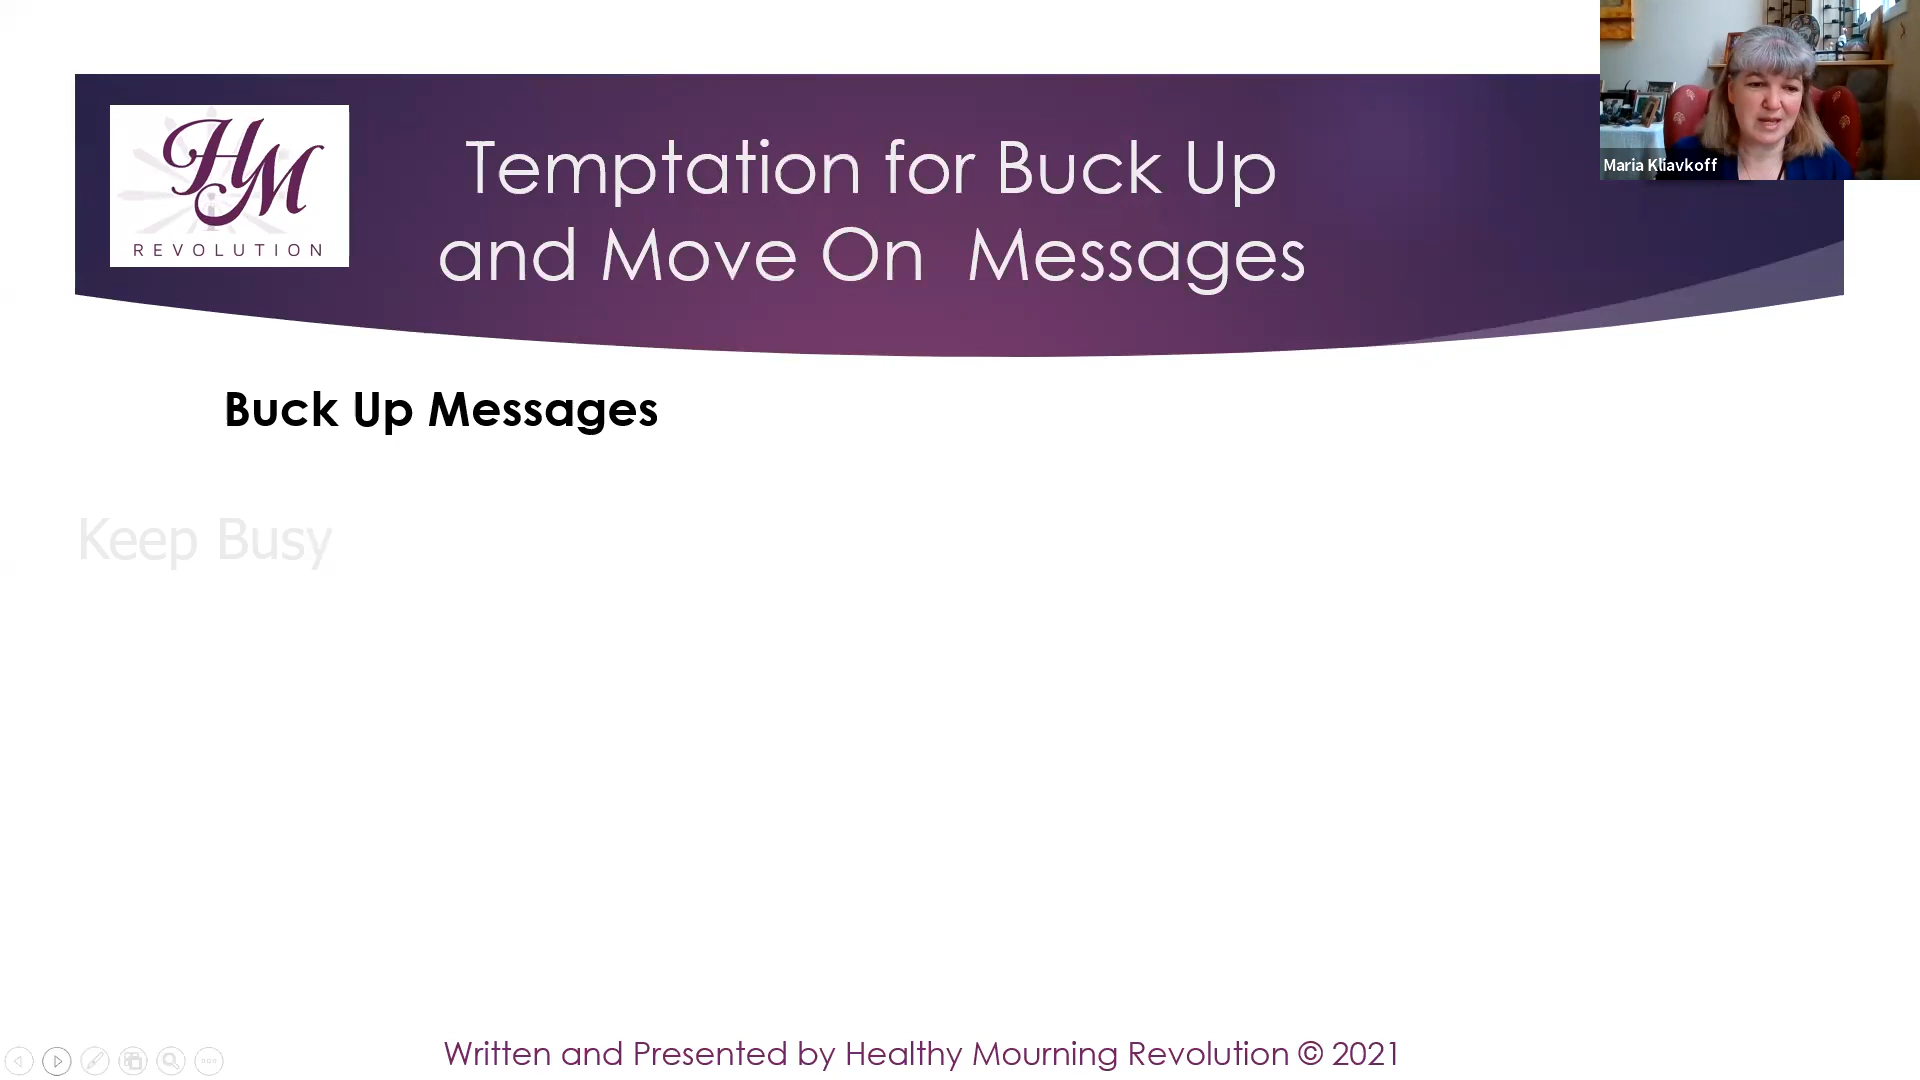 HM
REVOLUTION
Temptation for Buck Up
and Move On Messages
Maria Kliavkoff
Buck Up Messages
Keep Busy
Written and Presented by Healthy Mourning Revolution © 2021